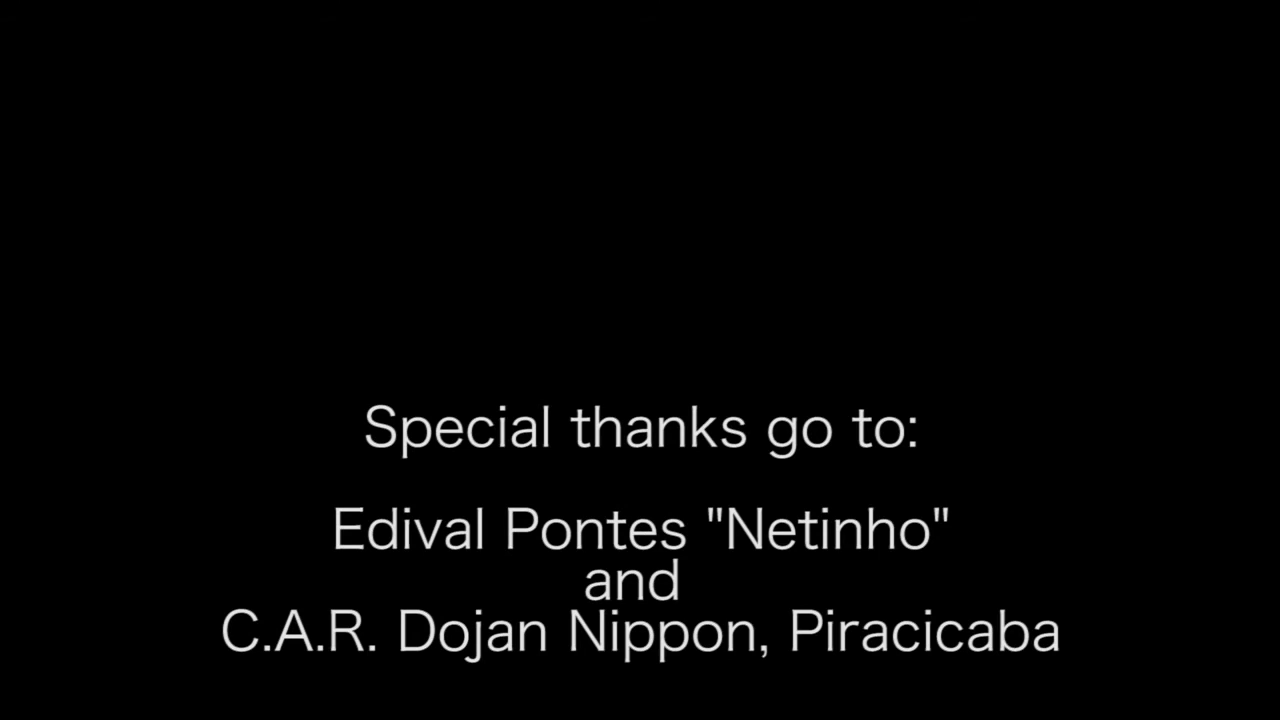 Special thanks go to:
Edival Pontes "Netinho"
and
C.A.R. Dojan Nippon, Piracicaba